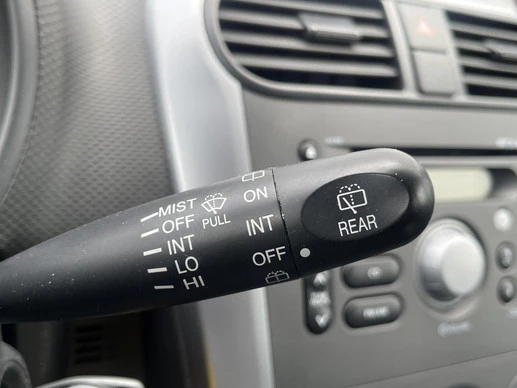 MIST
OFF
INT
LO
HI
PULL
ON
INT
OFF
REAR